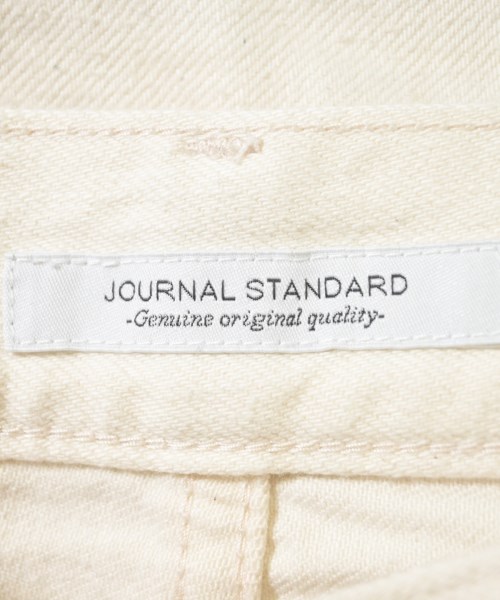 JOURNAL STANDARD
-Genuine original quality-